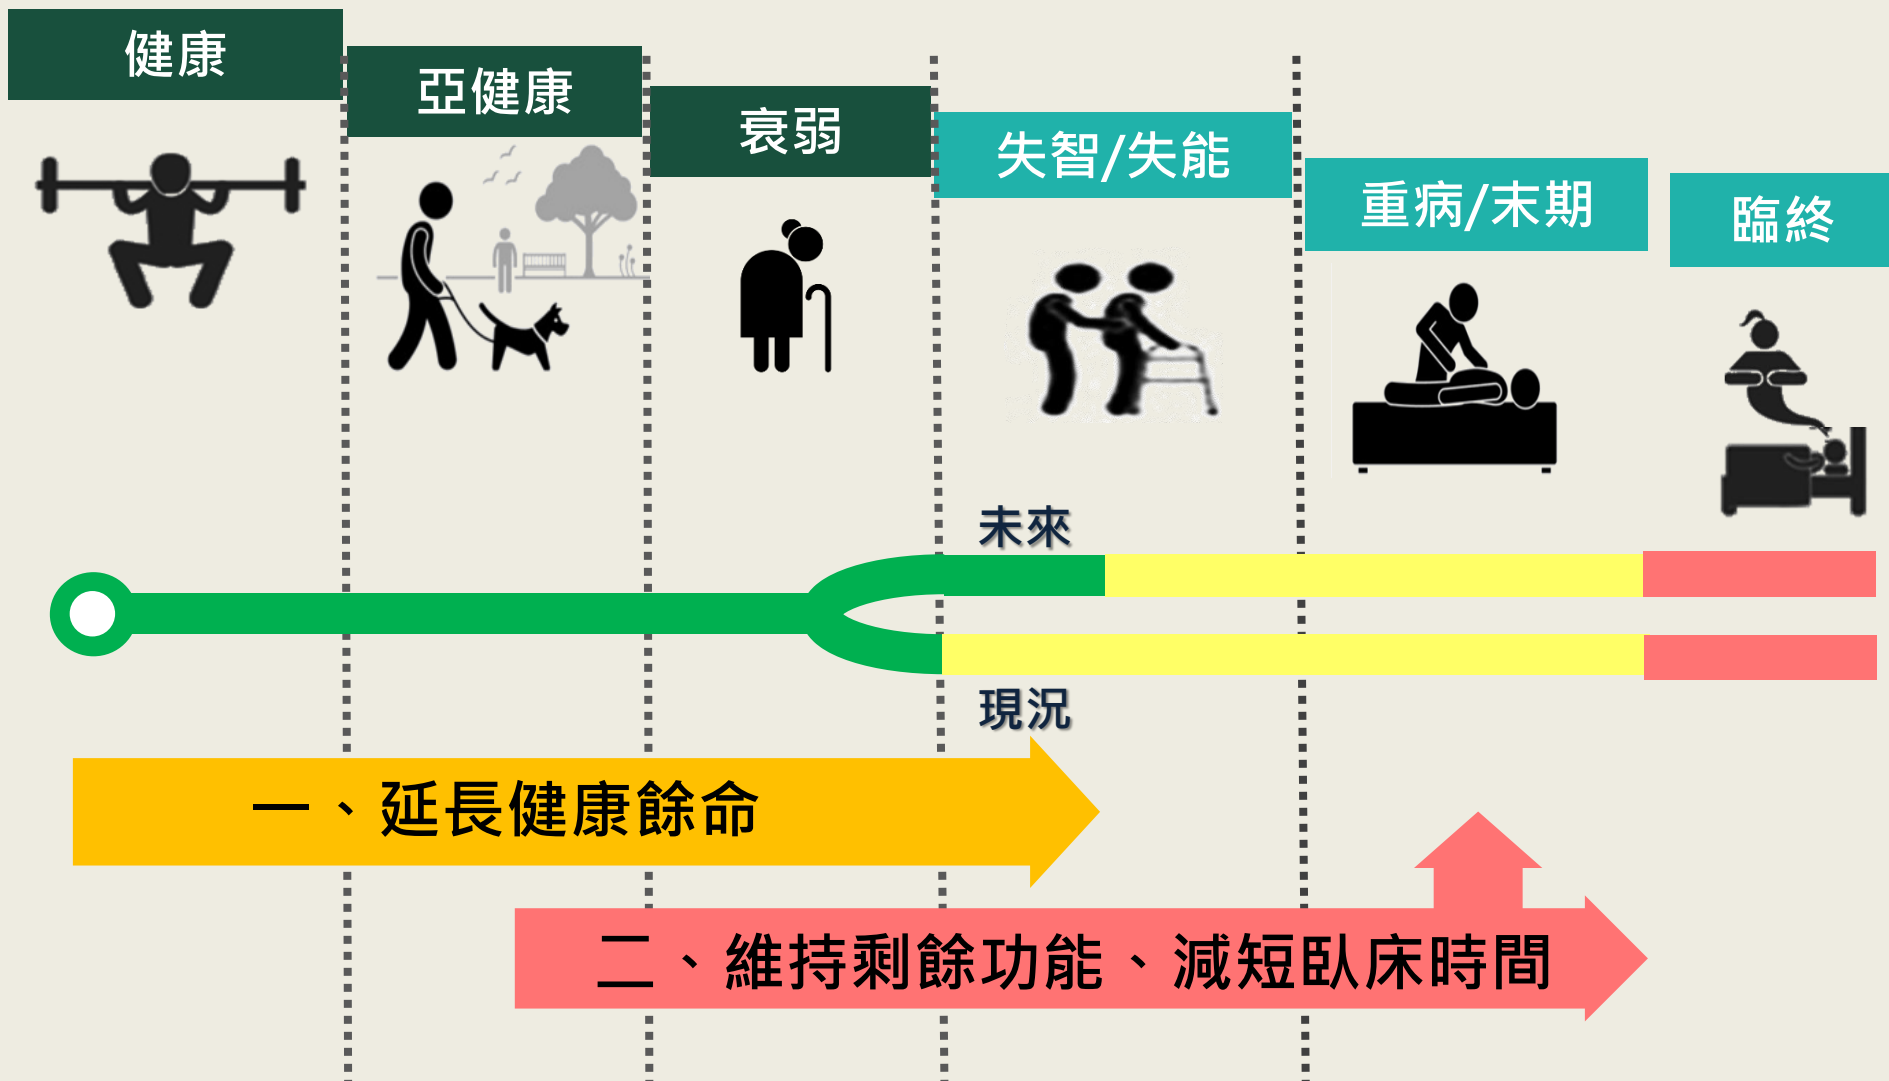 健康
亞健康
衰弱
失智/失能
重病/末期
臨終
未來
現況
一、延長健康餘命
二、維持剩餘功能、減短臥床時間